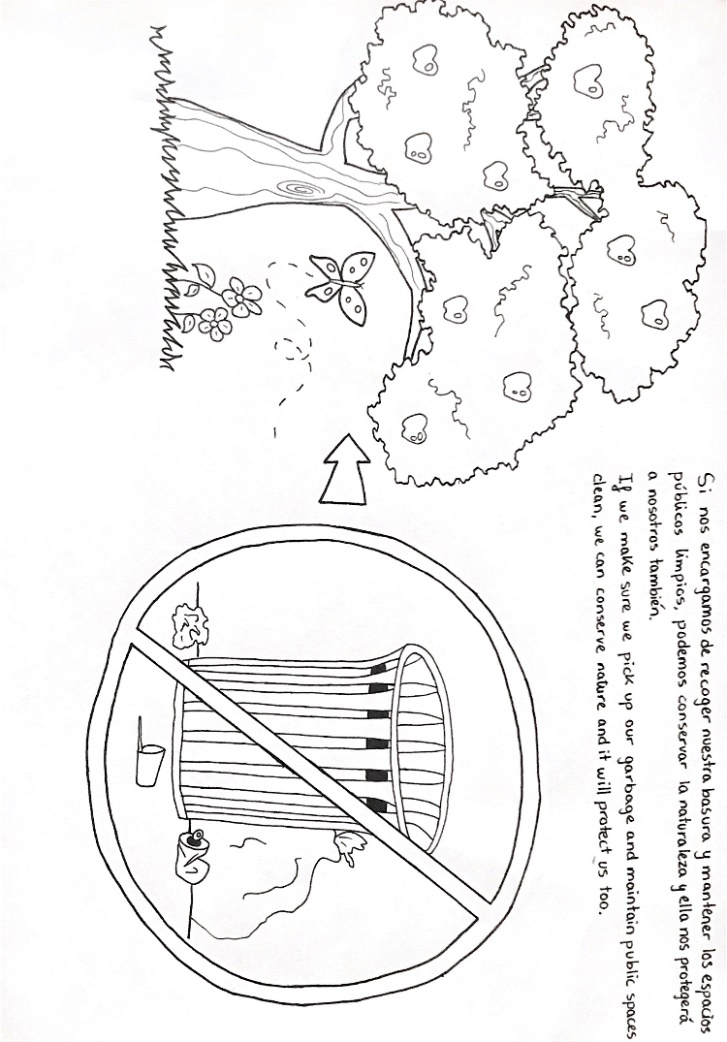 Si nos encargamos de recoger nuestra basura y mantener los espacios
públicos limpios, podemos conservar la naturaleza y ella nos protegerá
a nosotros también.
If we make sure we pick up our garbage and maintain public spaces
clean, we can conserve nature and it will protect us too.